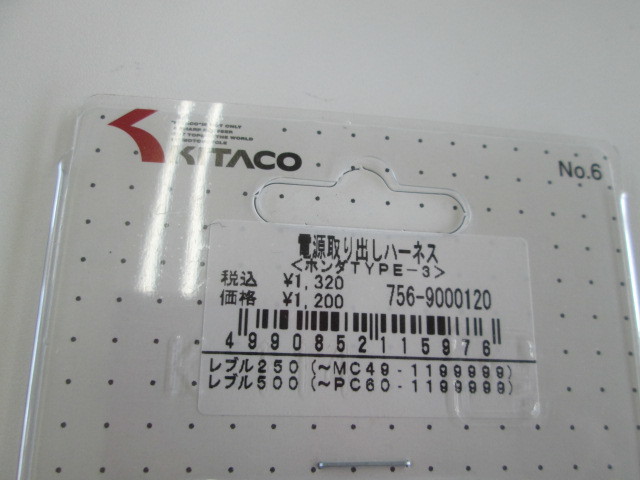 KITACO
No.6
電源取り出しハーネス
<ホンダTYPE-3>
税込 ¥1,320
価格 ¥1,200 756-9000120
4990852115976
レブル250 (~MC49-1199999)
レブル500 (~PC60-1199999)